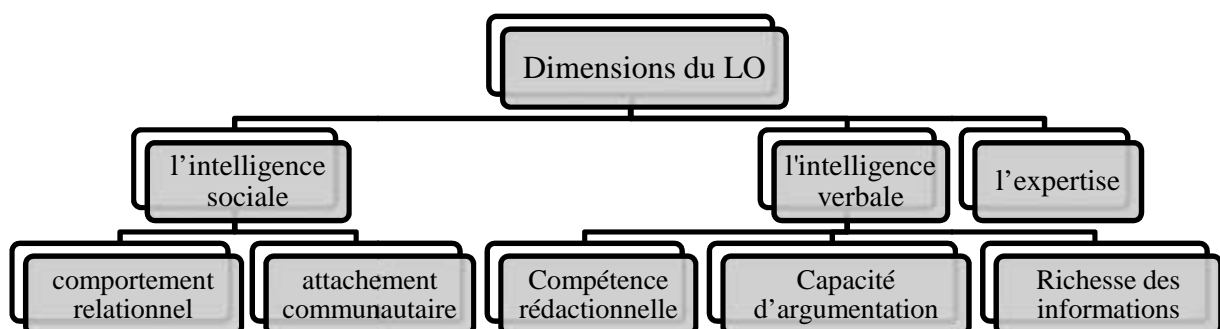 Dimensions du LO
l’intelligence
sociale
l'intelligence
verbale
l’expertise
comportement
relationnel
attachement
communautaire
Compétence
rédactionnelle
Capacité
d’argumentation
Richesse des
informations